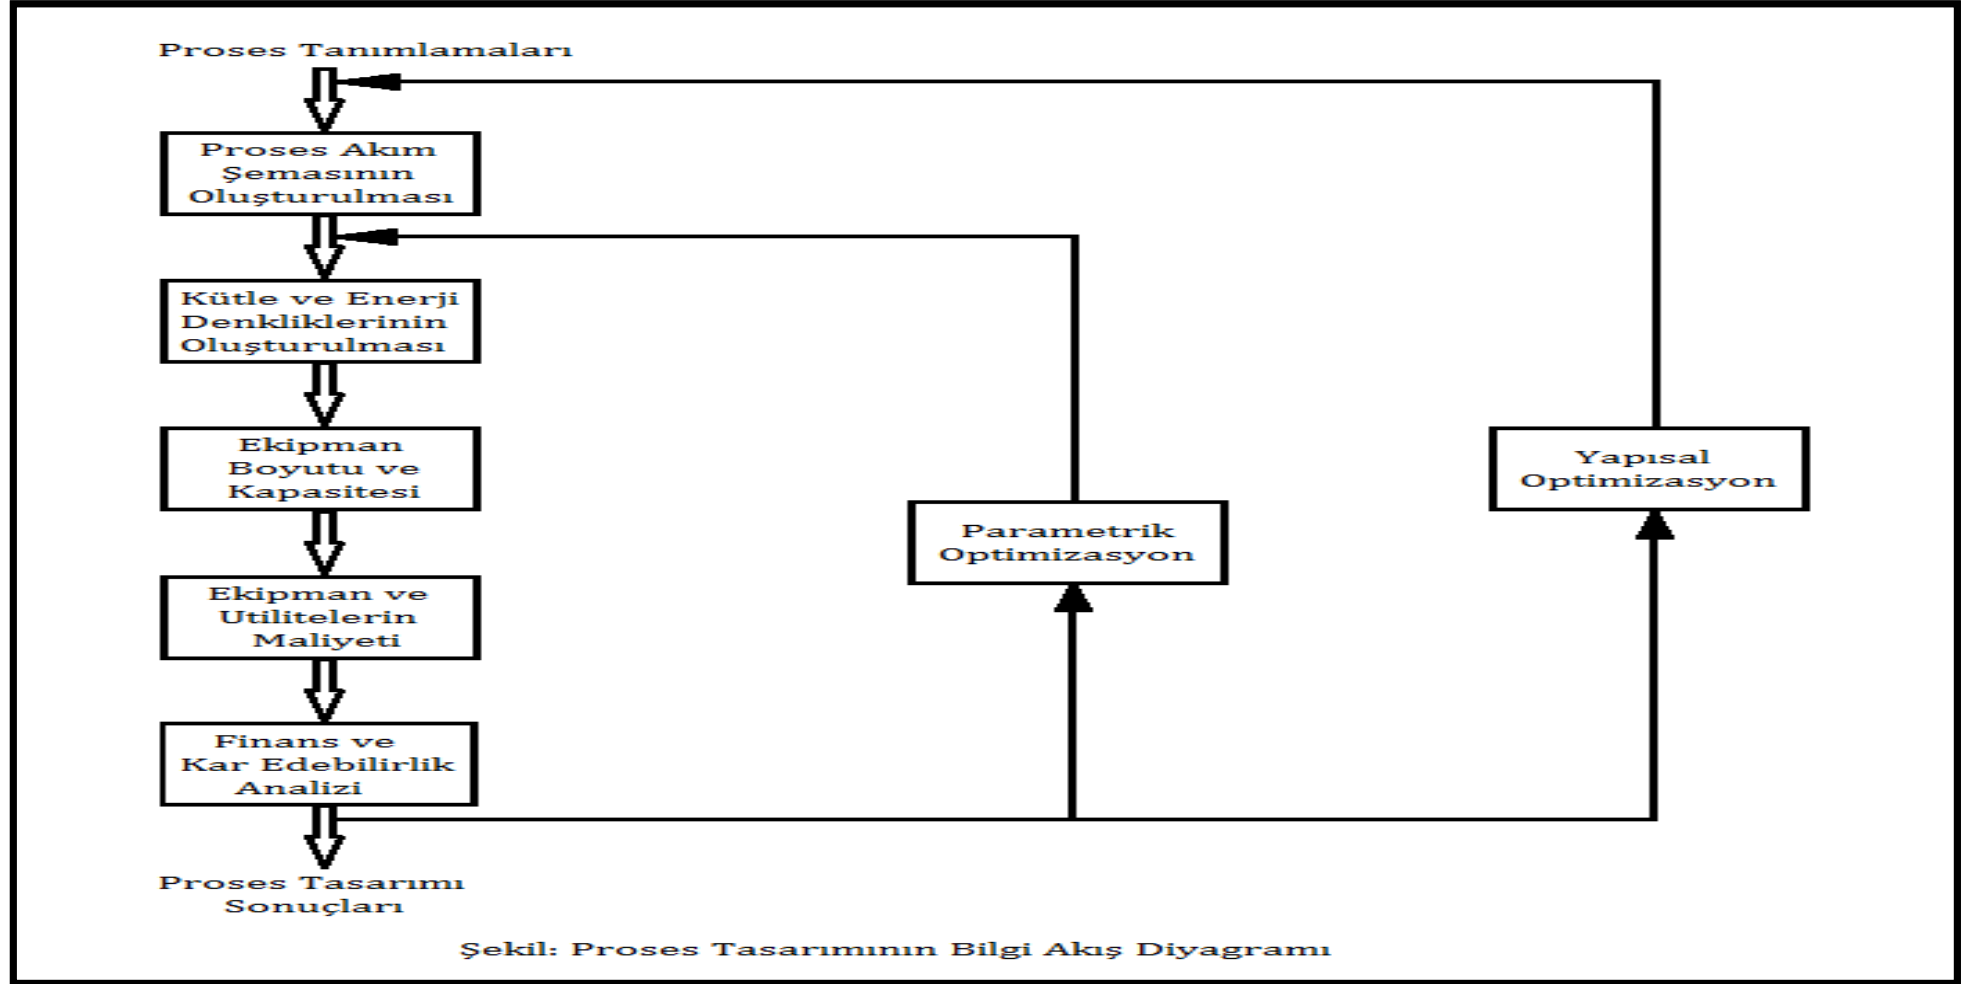 Proses Tanımlamaları
Proses Akım
Şemasının
Oluşturulması
Kütle ve Enerji
Denkliklerinin
Oluşturulması
Ekipman
Boyutu ve
Kapasitesi
Ekipman ve
Utilitelerin
Maliyeti
Finans ve
Kar Edebilirlik
Analizi
Proses Tasarımı
Sonuçları
Parametrik
Optimizasyon
Yapısal
Optimizasyon
Şekil: Proses Tasarımının Bilgi Akış Diyagramı